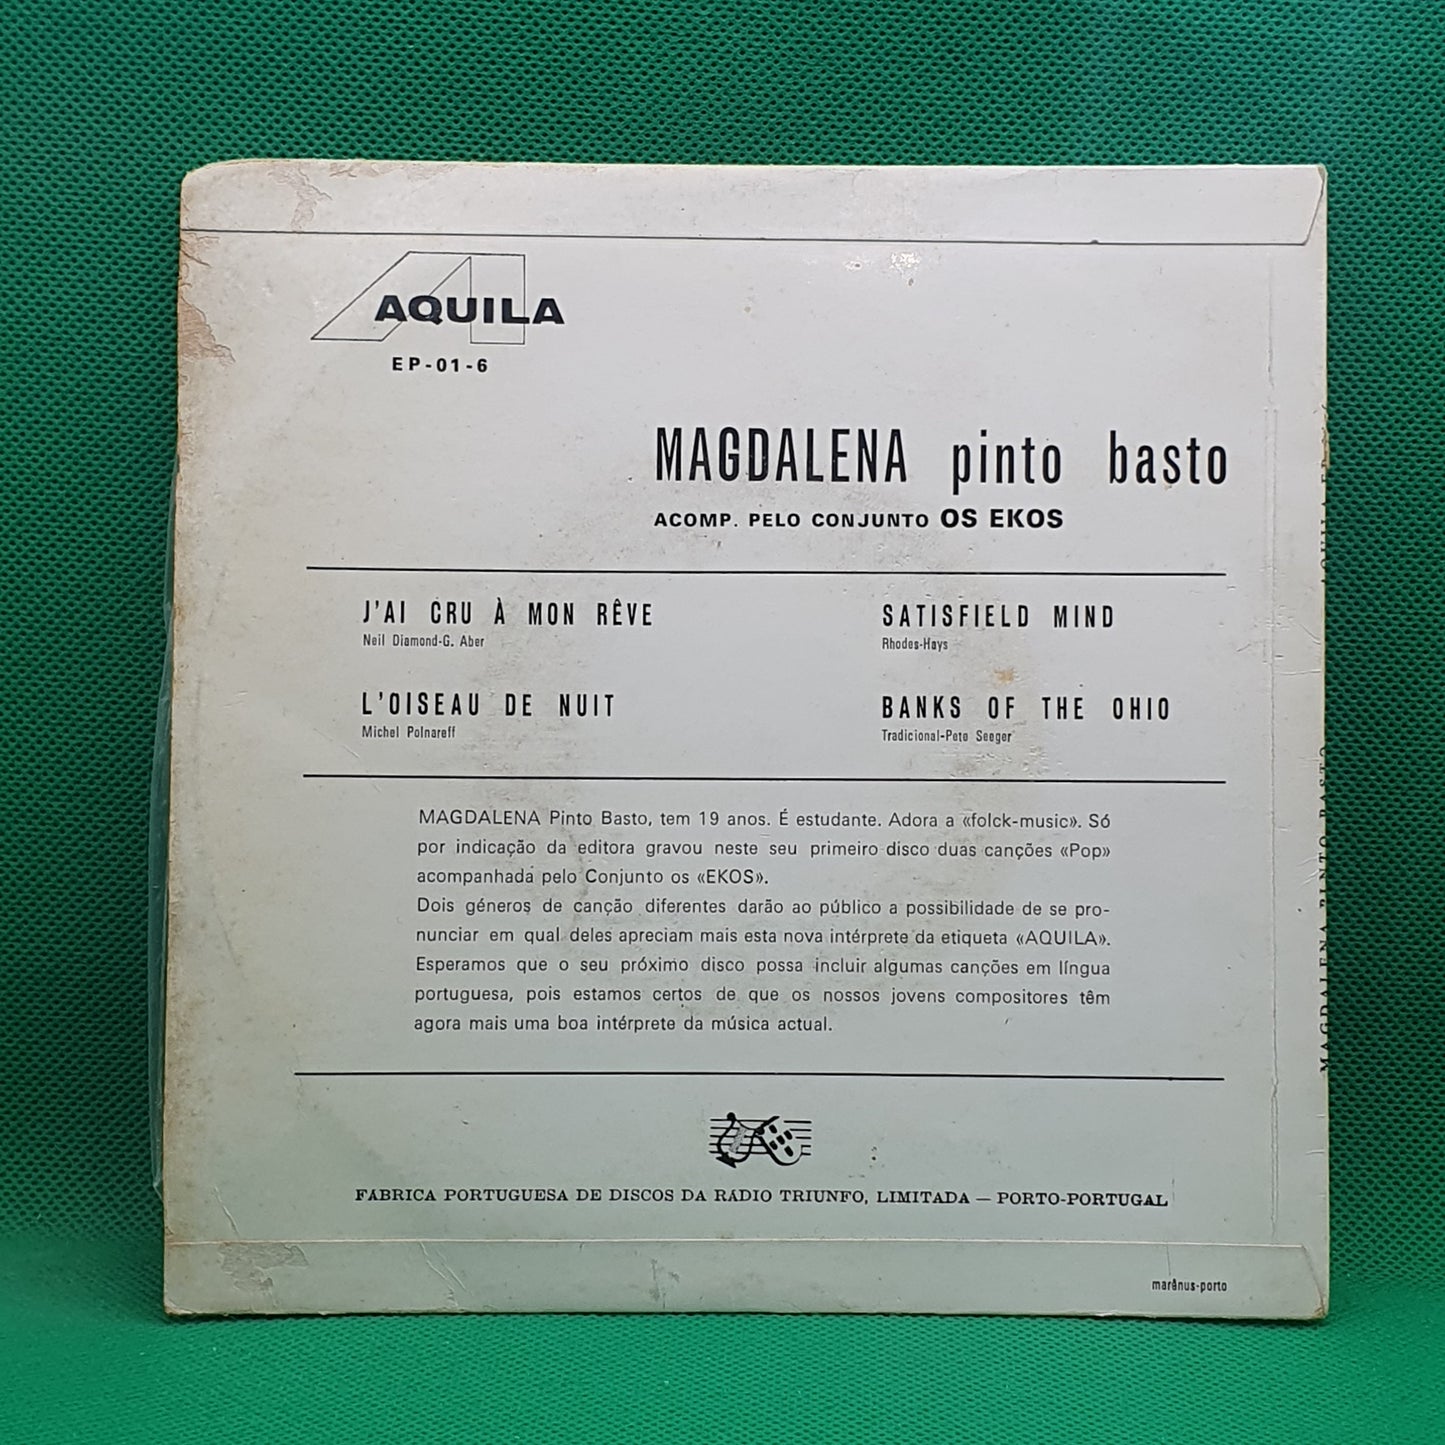 AQUILA
EP-01-6
MAGDALENA pinto basto
ACOMP. PELO CONJUNTO OS EKOS
J'AI CRU À MON RÊVE
Neil Diamond-G. Aber
L'OISEAU DE NUIT
Michel Polnareff
SATISFIELD MIND
Rhodes-Hays
BANKS OF THE OHIO
Tradicional-Pete Seeger
MAGDALENA Pinto Basto, tem 19 anos. É estudante. Adora a «folck-music». Só
por indicação da editora gravou neste seu primeiro disco duas canções «Pop»
acompanhada pelo Conjunto os «EKOS».
Dois géneros de canção diferentes darão ao público a possibilidade de se pro-
nunciar em qual deles apreciam mais esta nova intérprete da etiqueta «AQUILA».
Esperamos que o seu próximo disco possa incluir algumas canções em língua
portuguesa, pois estamos certos de que os nossos jovens compositores têm
agora mais uma boa intérprete da música actual.
FÁBRICA PORTUGUESA DE DISCOS DA RÁDIO TRIUNFO, LIMITADA — PORTO-PORTUGAL
marânus-porto
MAGDALENA PINTO BASTO